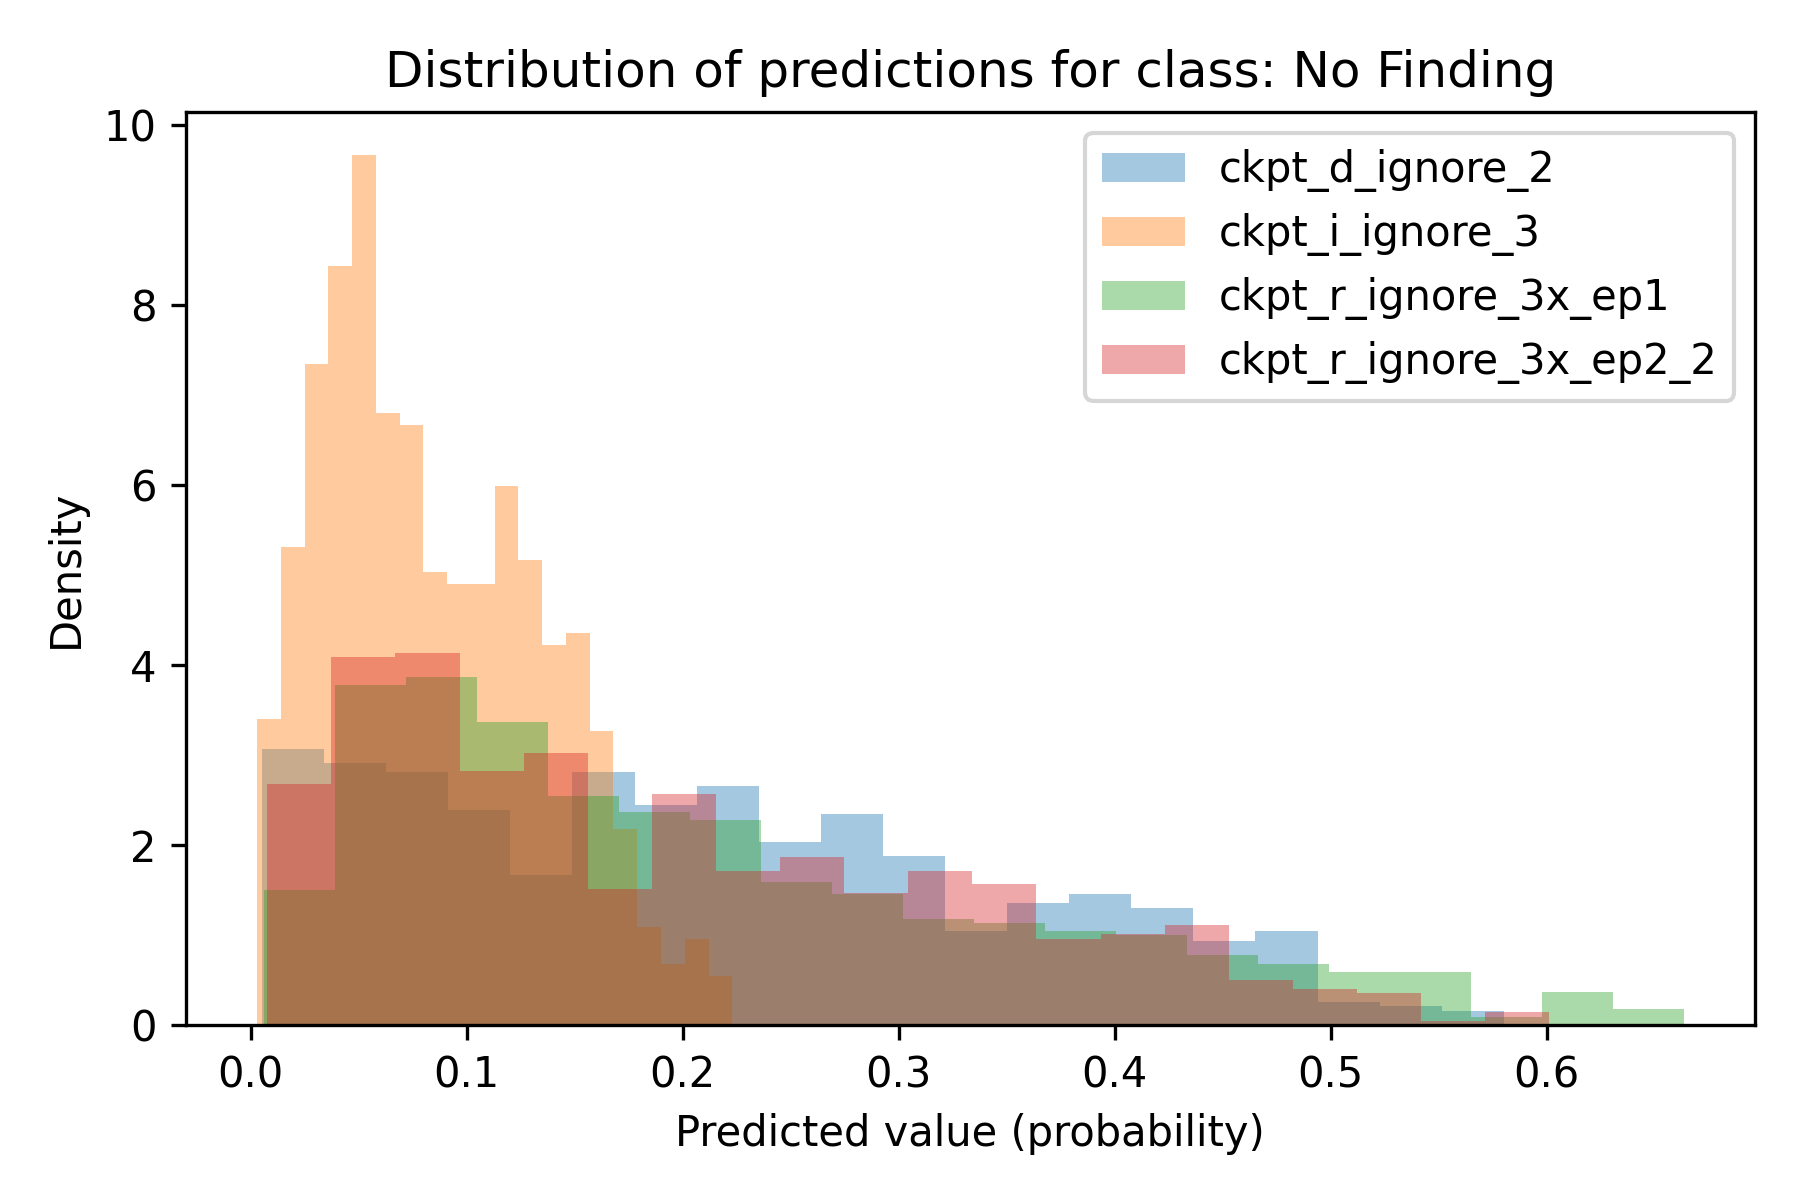 Distribution of predictions for class: No Finding
10
8
6
4
2
0
Density
ckpt_d_ignore_2
ckpt_i_ignore_3
ckpt_r_ignore_3x_ep1
ckpt_r_ignore_3x_ep2_2
0.0 0.1 0.2 0.3 0.4 0.5 0.6
Predicted value (probability)